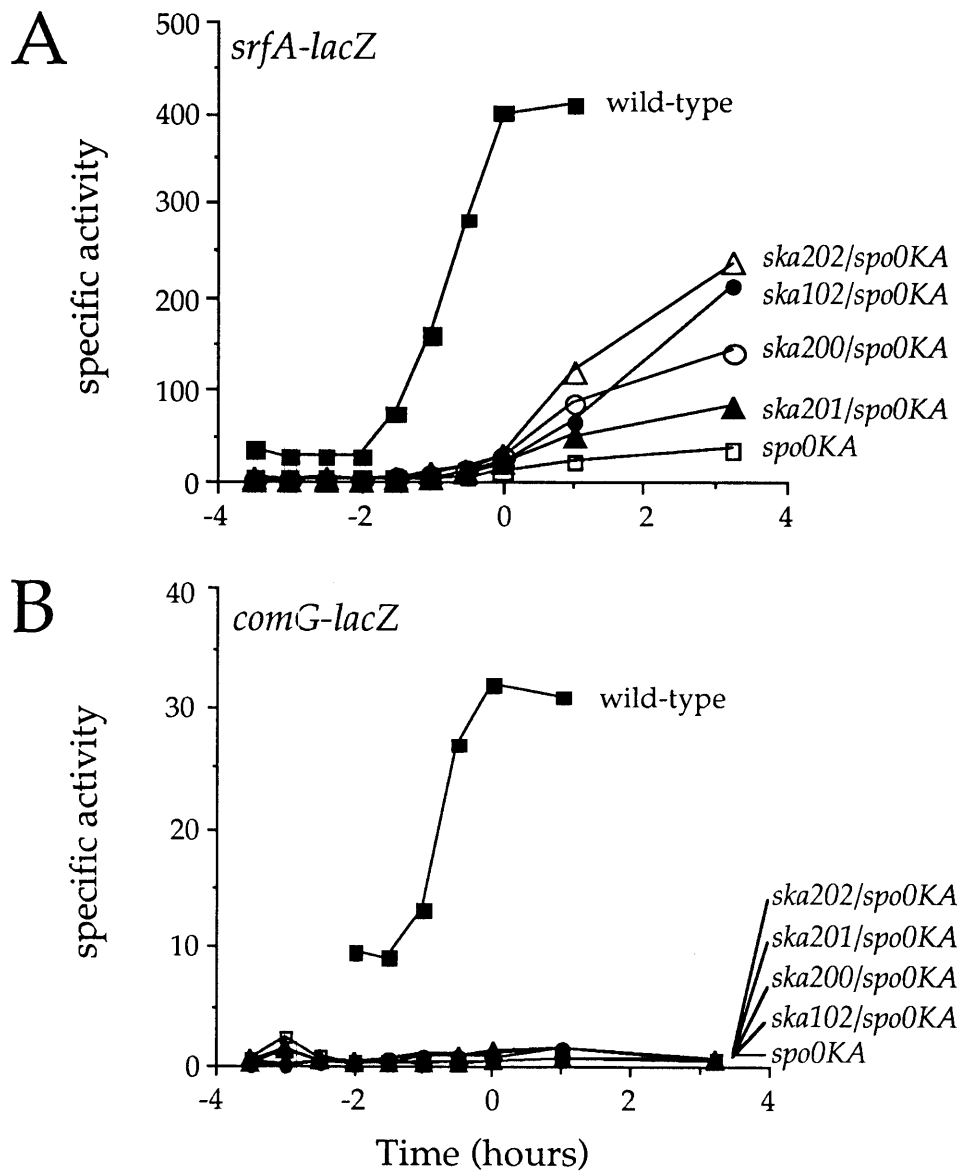 A
srfA-lacZ
500
400
300
200
100
0
specific activity
wild-type
ska202/spo0KA
ska102/spo0KA
ska200/spo0KA
ska201/spo0KA
spo0KA
-4
-2
0
2
4
B
comG-lacZ
40
30
20
10
0
specific activity
wild-type
ska202/spo0KA
ska201/spo0KA
ska200/spo0KA
ska102/spo0KA
spo0KA
-4
-2
0
2
4
Time (hours)